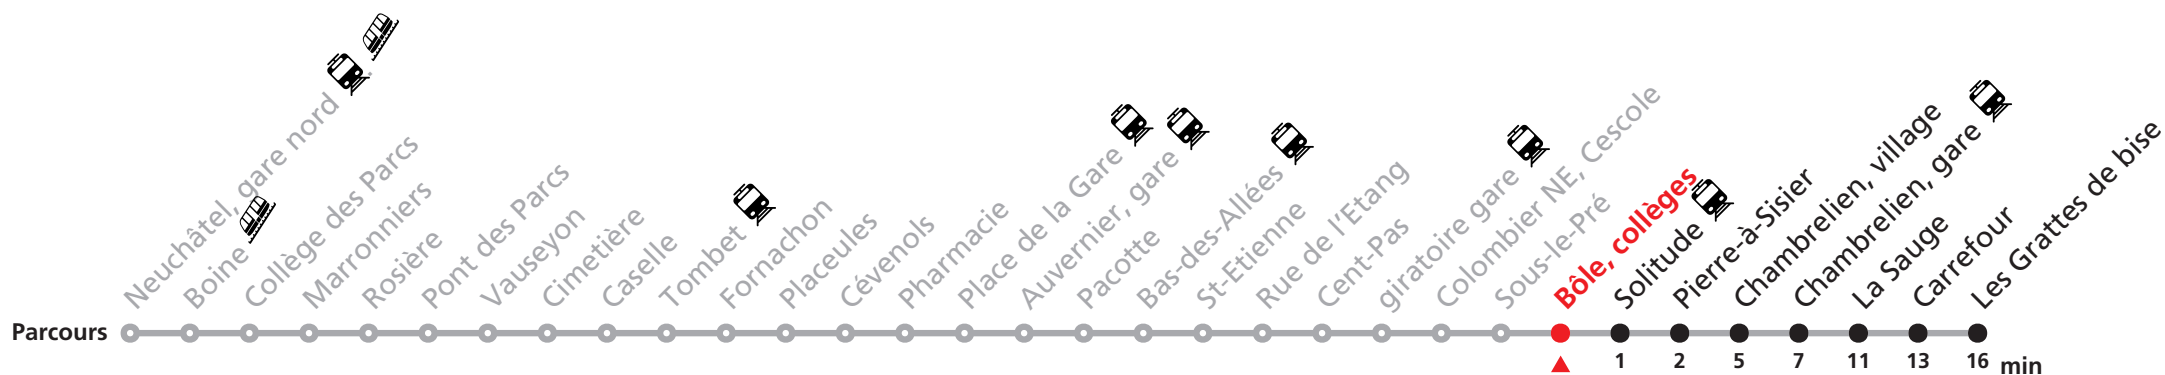 Neuchâtel, gare nord
Boine
Collège des Parcs
Marronniers
Rosière
Pont des Parcs
Vauseyon
Cimetière
Caselle
Tombet
Fornachon
Placeules
Cévenols
Pharmacie
Place de la Gare
Auvernier, gare
Pacotte
Bas-des-Allées
St-Etienne
Rue de l'Etang
Cent-Pas
giratoire gare
Colombier NE, Cescole
Sous-le-Pré
Bôle, collèges
Solitude
Pierre-à-Sisier
Chambrelien, village
Chambrelien, gare
La Sauge
Carrefour
Les Grattes de bise
Parcours
1 2 5 7 11 13 16 min